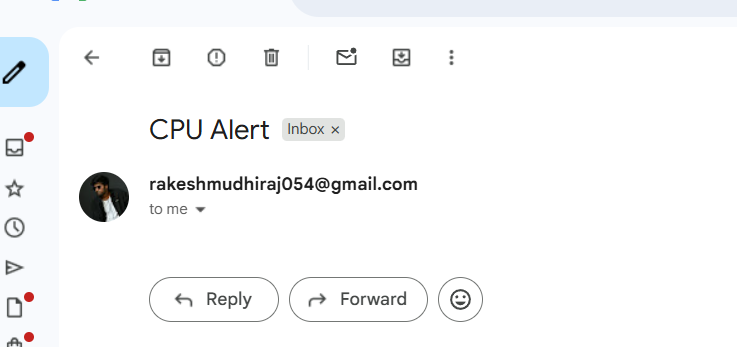 CPU Alert Inbox ×
rakeshmudhiraj054@gmail.com
to me
Reply Forward